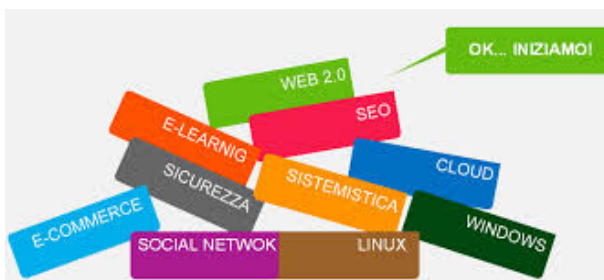 OK... INIZIAMO!
WEB 2.0
SEO
E-LEARNIG
CLOUD
SICUREZZA
SISTEMISTICA
E-COMMERCE
WINDOWS
SOCIAL NETWOK
LINUX